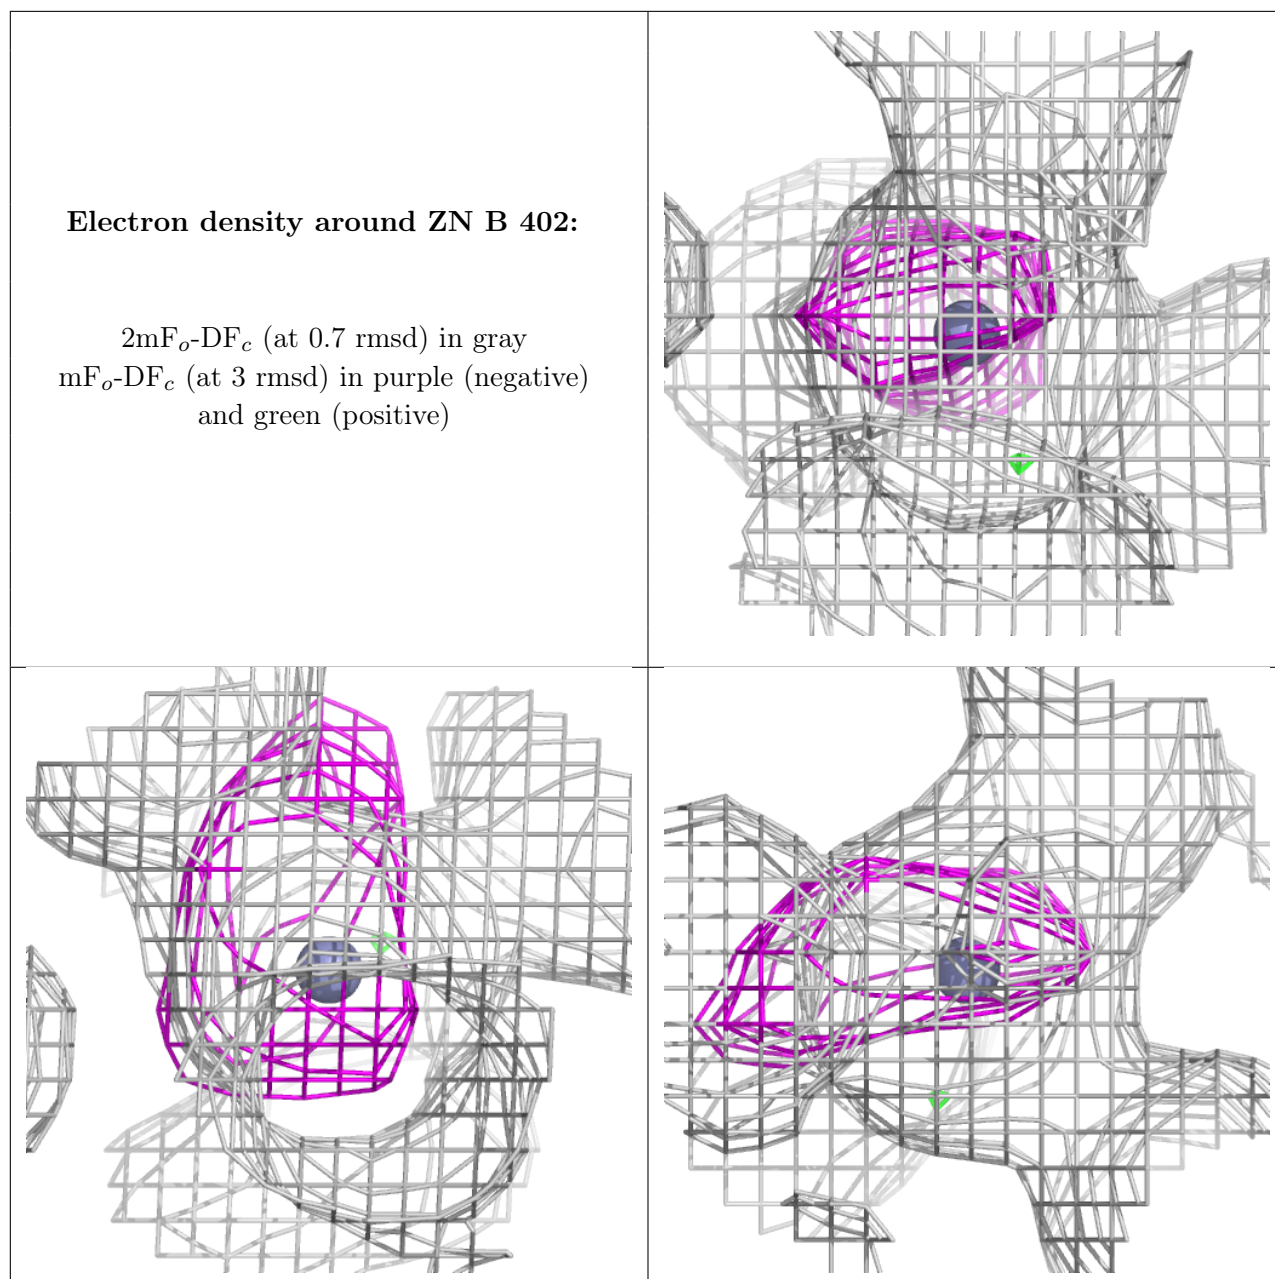 Electron density around ZN B 402:
2mFo-DFc (at 0.7 rmsd) in gray
mFo-DFc (at 3 rmsd) in purple (negative)
and green (positive)